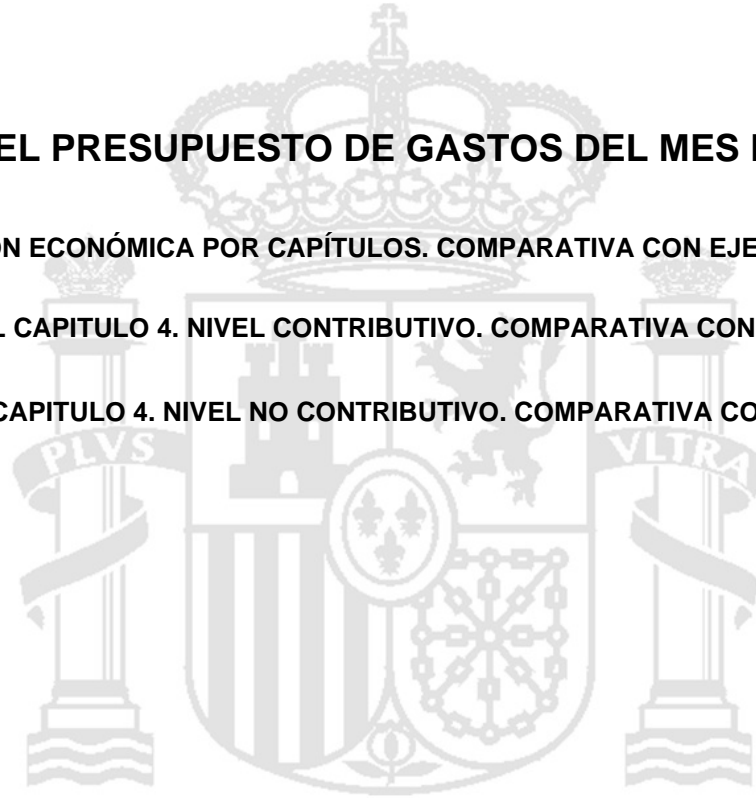 EL PRESUPUESTO DE GASTOS DEL MES
ÓN ECONÓMICA POR CAPÍTULOS. COMPARATIVA CON EJE
L CAPITULO 4. NIVEL CONTRIBUTIVO. COMPARATIVA CON
CAPITULO 4. NIVEL NO CONTRIBUTIVO. COMPARATIVA CO
PLVS VLTRA